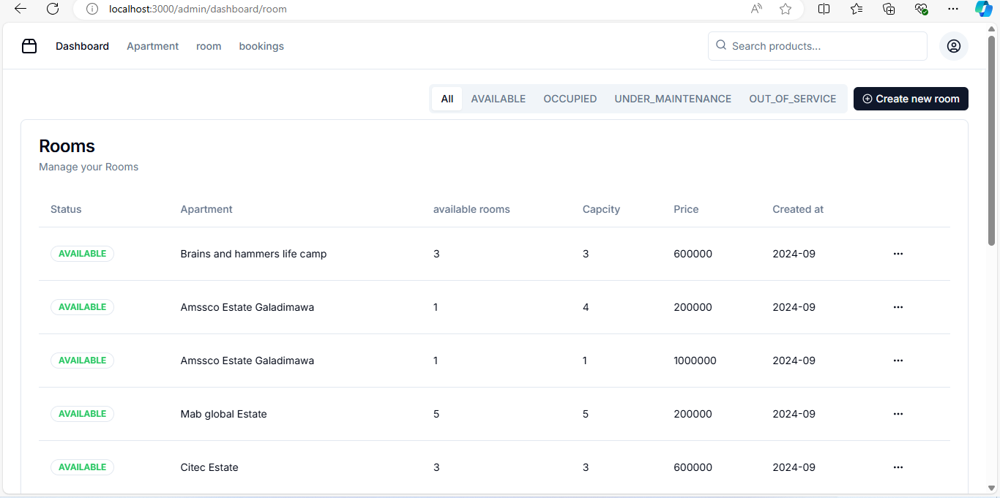 localhost:3000/admin/dashboard/room
Dashboard Apartment room bookings Search products...
All AVAILABLE OCCUPIED UNDER_MAINTENANCE OUT_OF_SERVICE Create new room
Rooms
Manage your Rooms
Status Apartment available rooms Capcity Price Created at
AVAILABLE Brains and hammers life camp 3 3 600000 2024-09
AVAILABLE Amssco Estate Galadimawa 1 4 200000 2024-09
AVAILABLE Amssco Estate Galadimawa 1 1 1000000 2024-09
AVAILABLE Mab global Estate 5 5 200000 2024-09
AVAILABLE Citec Estate 3 3 600000 2024-09